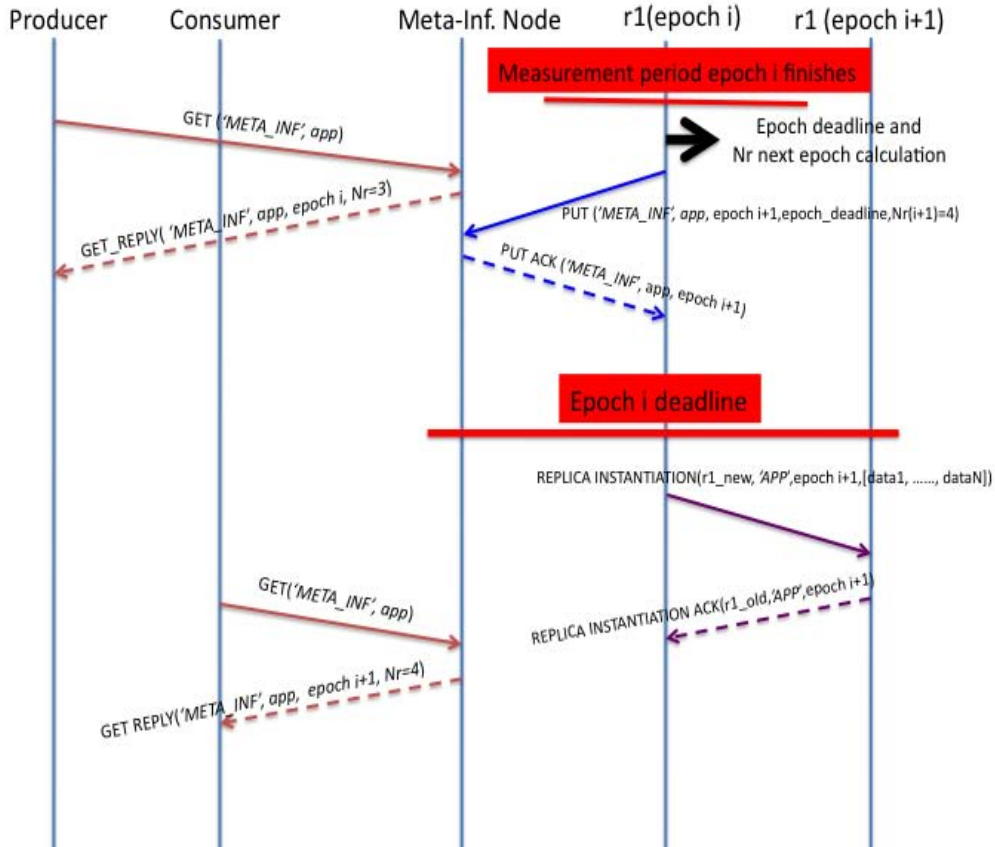 Producer
Consumer
Meta-Inf. Node
r1(epoch i)
r1 (epoch i+1)
Measurement period epoch i finishes
GET ('META_INF', app)
Epoch deadline and
Nr next epoch calculation
GET_REPLY( 'META_INF', app, epoch i, Nr=3)
PUT ('META_INF', app, epoch i+1,epoch_deadline,Nr(i+1)=4)
PUT ACK ('META_INF', app, epoch i+1)
Epoch i deadline
REPLICA INSTANTIATION(r1_new, 'APP',epoch i+1,[data1, ……, dataN])
GET('META_INF', app)
REPLICA INSTANTIATION ACK(r1_old,'APP',epoch i+1)
GET REPLY('META_INF', app, epoch i+1, Nr=4)